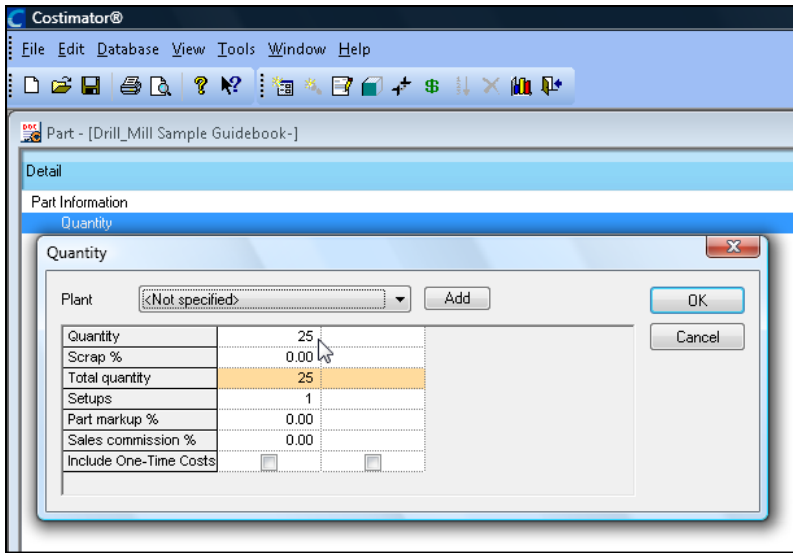 Costimator®
File Edit Database View Tools Window Help
Part - [Drill_Mill Sample Guidebook-]
Detail
Part Information
Quantity
Quantity
Plant <Not specified> Add OK
Quantity 25 Cancel
Scrap % 0.00
Total quantity 25
Setups 1
Part markup % 0.00
Sales commission % 0.00
Include One-Time Costs